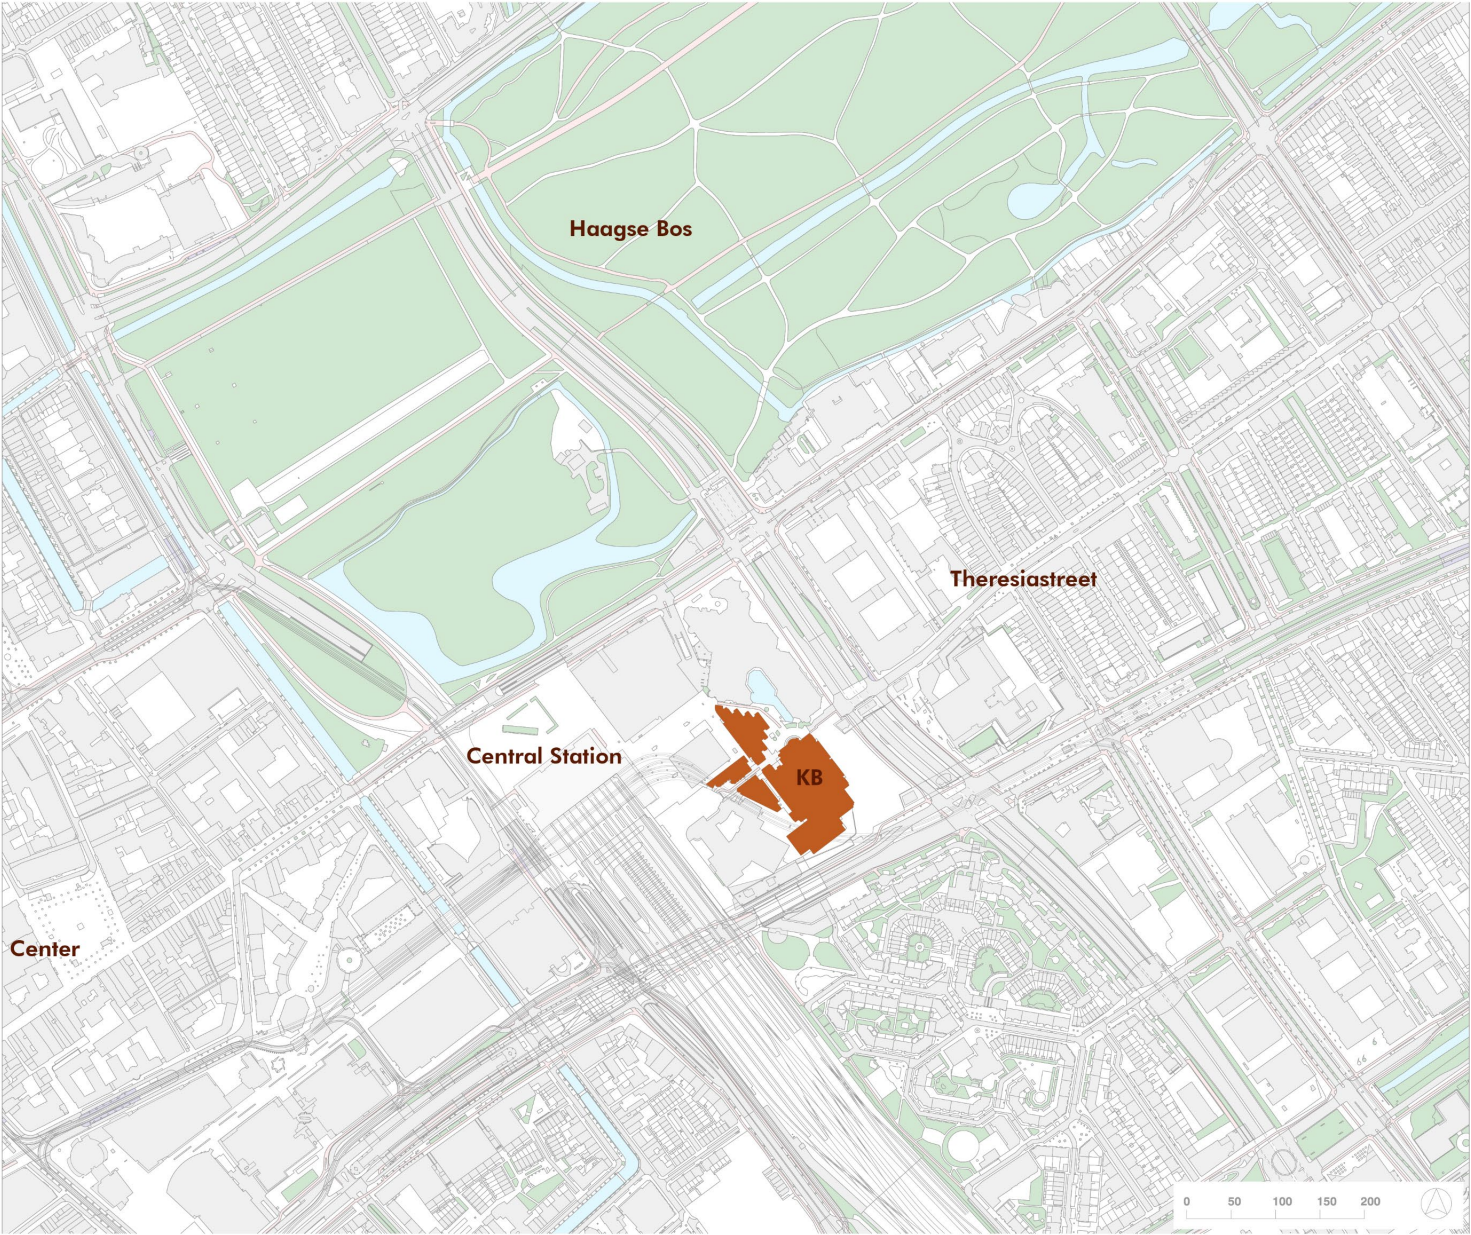 Haagse Bos
Theresiastreet
Central Station
KB
Center
0 50 100 150 200